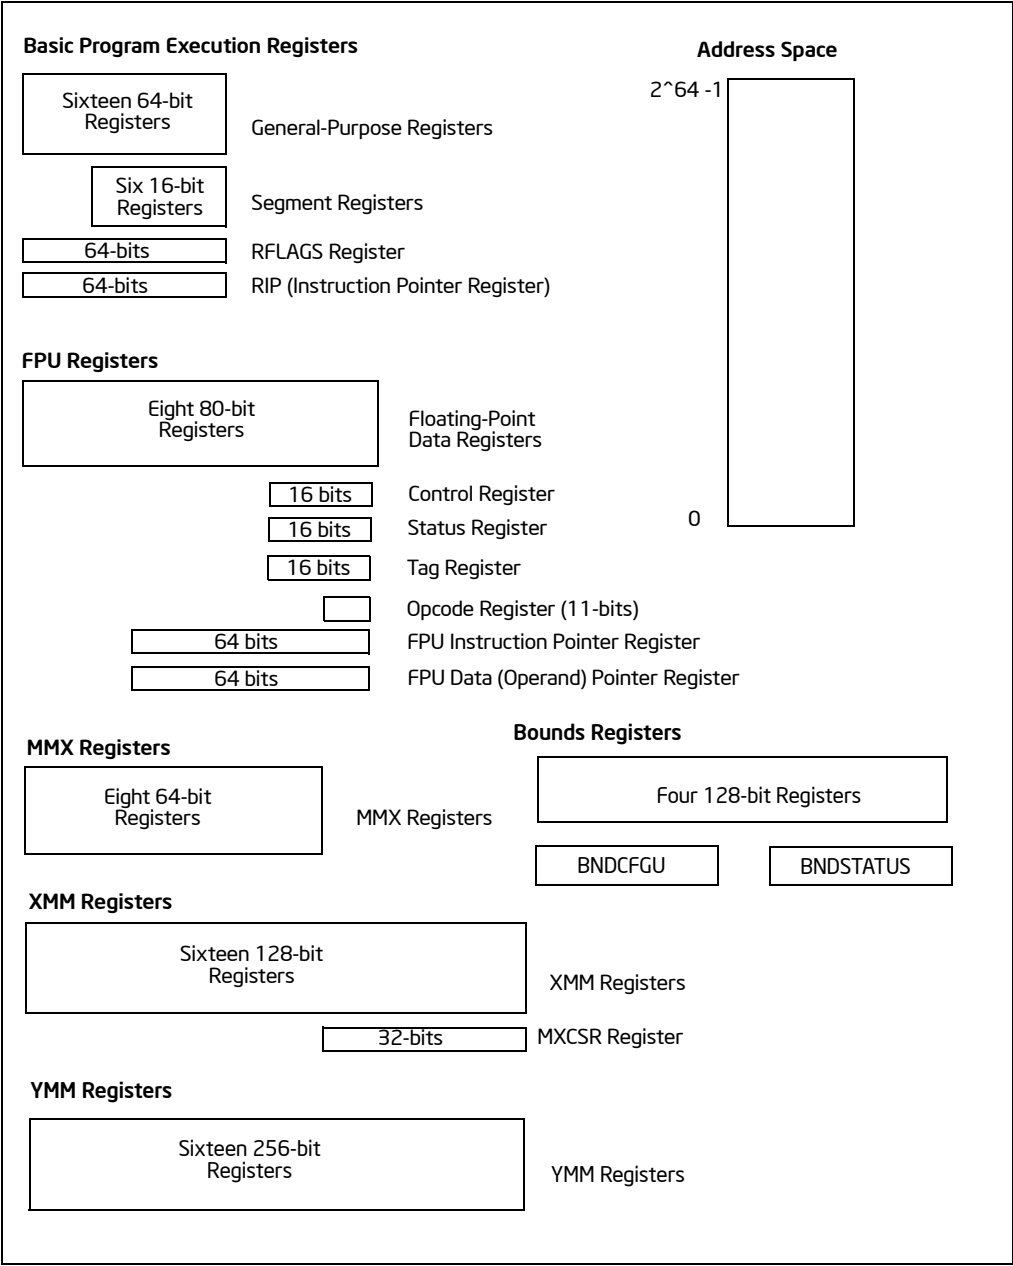 Basic Program Execution Registers
Address Space
2^64 -1
Sixteen 64-bit
Registers
General-Purpose Registers
Six 16-bit
Registers
Segment Registers
64-bits
RFLAGS Register
64-bits
RIP (Instruction Pointer Register)
FPU Registers
Eight 80-bit
Registers
Floating-Point
Data Registers
16 bits
Control Register
0
16 bits
Status Register
16 bits
Tag Register
Opcode Register (11-bits)
64 bits
FPU Instruction Pointer Register
64 bits
FPU Data (Operand) Pointer Register
MMX Registers
Eight 64-bit
Registers
MMX Registers
Bounds Registers
Four 128-bit Registers
BNDCFGU
BNDSTATUS
XMM Registers
Sixteen 128-bit
Registers
XMM Registers
32-bits
MXCSR Register
YMM Registers
Sixteen 256-bit
Registers
YMM Registers